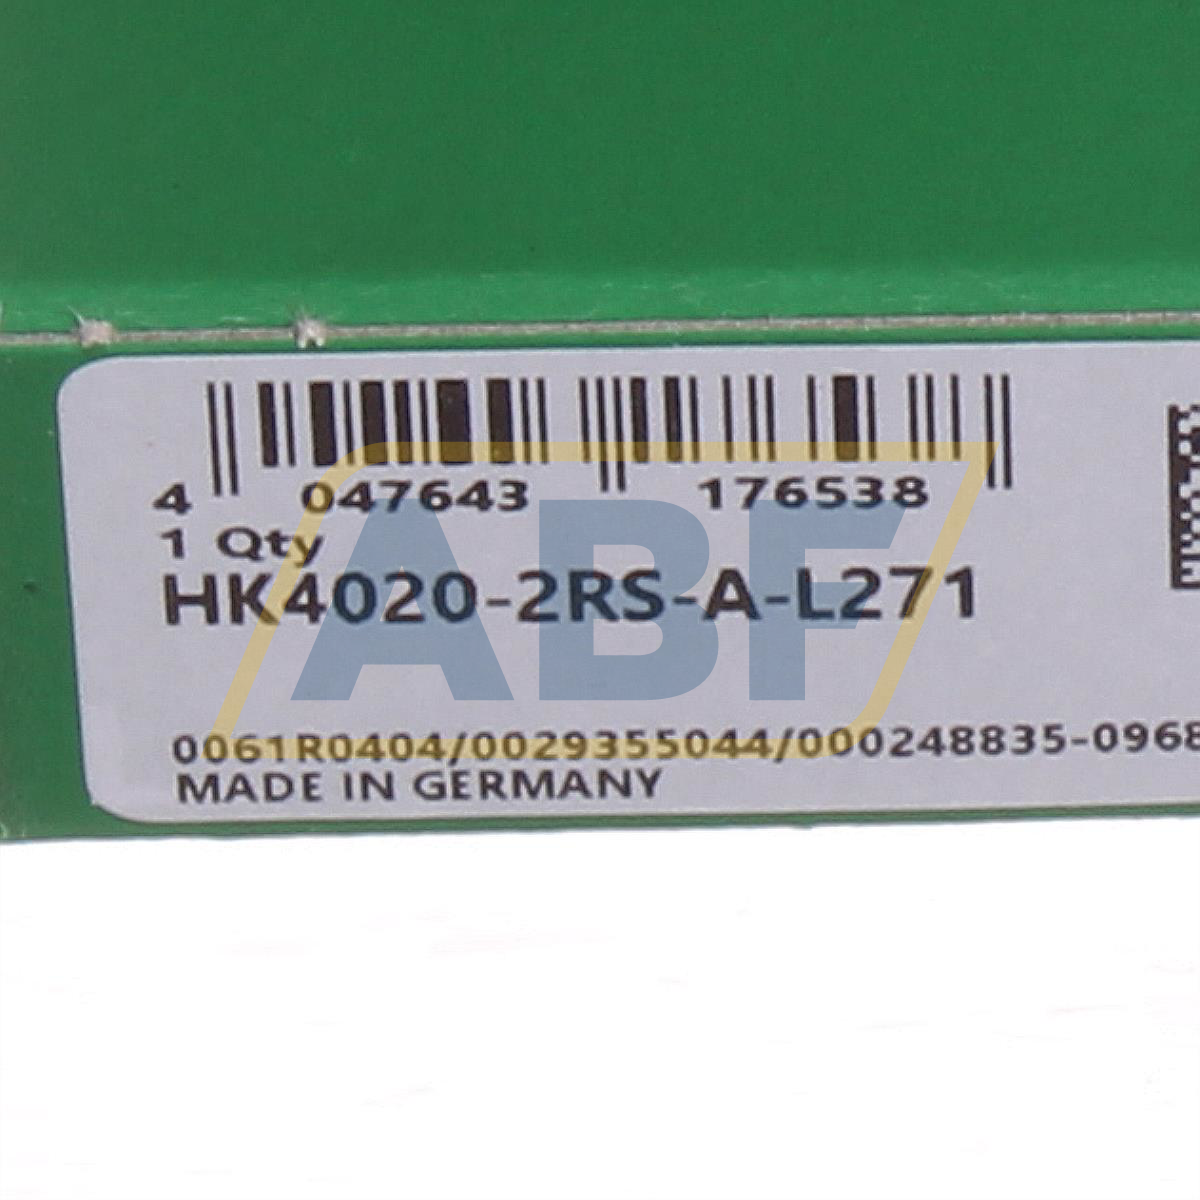 4 047643 176538
1 Qty
HK4020-2RS-A-L271
ABF
0061R0404/0029355044/000248835-0968
MADE IN GERMANY